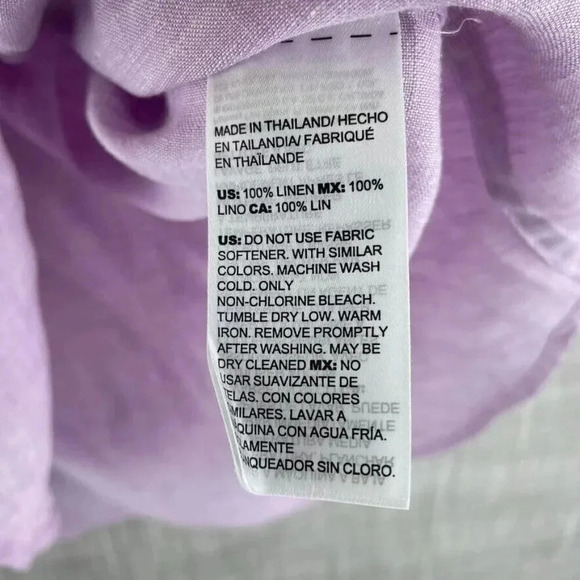 MADE IN THAILAND/ HECHO
EN TAILANDIA/ FABRIQUÉ
EN THAÏLANDE
US: 100% LINEN MX: 100%
LINO CA: 100% LIN
US: DO NOT USE FABRIC
SOFTENER. WITH SIMILAR
COLORS. MACHINE WASH
COLD. ONLY
NON-CHLORINE BLEACH.
TUMBLE DRY LOW. WARM
IRON. REMOVE PROMPTLY
AFTER WASHING. MAY BE
DRY CLEANED MX: NO
USAR SUAVIZANTE DE
TELAS. CON COLORES
SIMILARES. LAVAR A
QUINA CON AGUA FRÍA.
LAMENTE
NQUEADOR SIN CLORO.